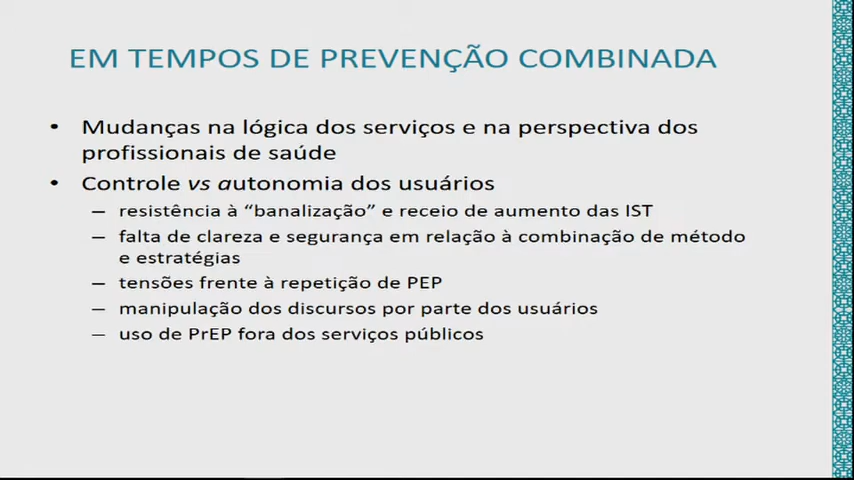 EM TEMPOS DE PREVENÇÃO COMBINADA
• Mudanças na lógica dos serviços e na perspectiva dos
profissionais de saúde
• Controle vs autonomia dos usuários
– resistência à “banalização” e receio de aumento das IST
– falta de clareza e segurança em relação à combinação de método
e estratégias
– tensões frente à repetição de PEP
– manipulação dos discursos por parte dos usuários
– uso de PrEP fora dos serviços públicos